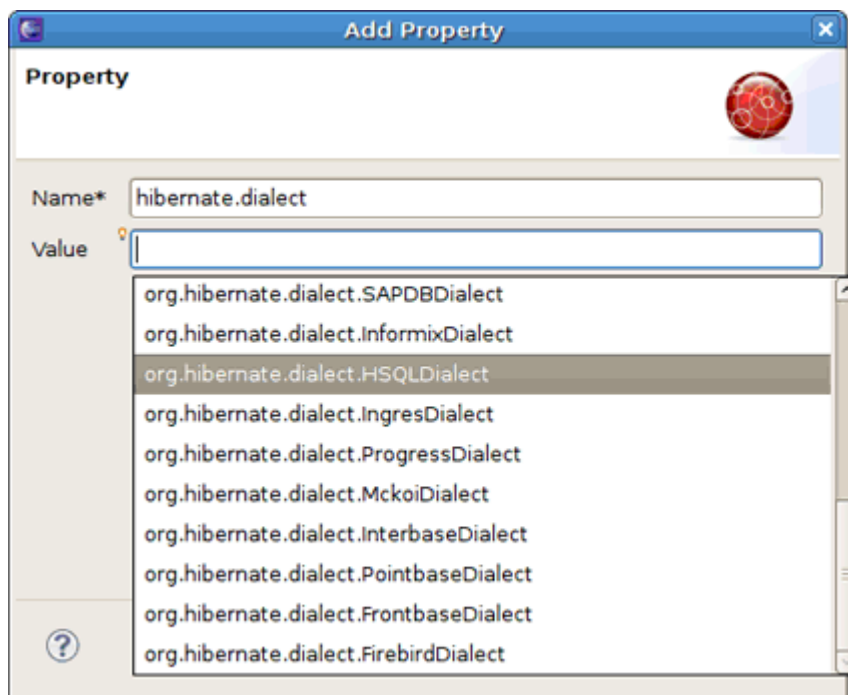 Add Property
Property
Name* hibernate.dialect
Value
org.hibernate.dialect.SAPDBDialect
org.hibernate.dialect.InformixDialect
org.hibernate.dialect.HSQLDialect
org.hibernate.dialect.IngresDialect
org.hibernate.dialect.ProgressDialect
org.hibernate.dialect.MckoiDialect
org.hibernate.dialect.InterbaseDialect
org.hibernate.dialect.PointbaseDialect
org.hibernate.dialect.FrontbaseDialect
org.hibernate.dialect.FirebirdDialect